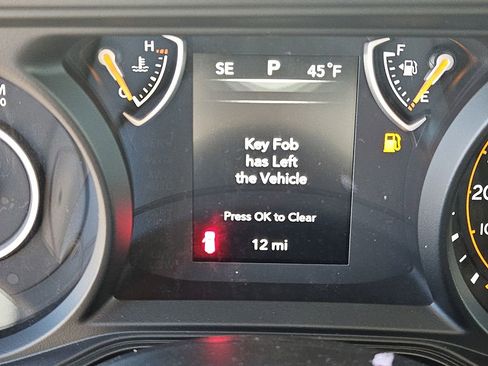 H
C
SE P 45°F
F
E
Key Fob
has Left
the Vehicle
Press OK to Clear
12 mi